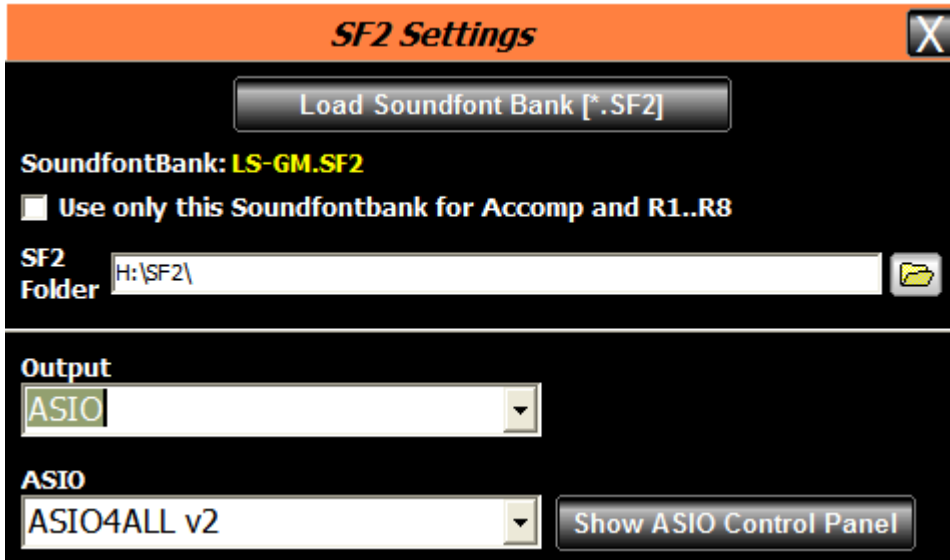 SF2 Settings
X
Load Soundfont Bank [*.SF2]
SoundfontBank: LS-GM.SF2
Use only this Soundfontbank for Accomp and R1..R8
SF2
Folder
H:\SF2\
Output
ASIO
ASIO
ASIO4ALL v2
Show ASIO Control Panel